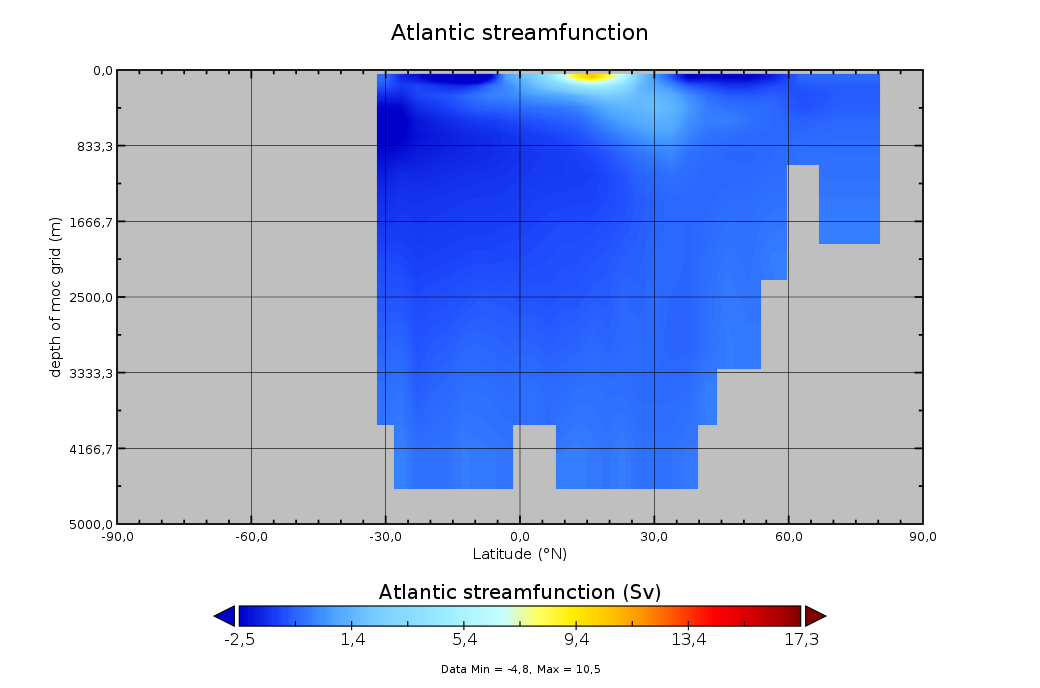 Atlantic streamfunction
0,0
833,3
1666,7
2500,0
3333,3
4166,7
5000,0
depth of moc grid (m)
-90,0 -60,0 -30,0 0,0 30,0 60,0 90,0
Latitude (°N)
Atlantic streamfunction (Sv)
-2,5 1,4 5,4 9,4 13,4 17,3
Data Min = -4,8, Max = 10,5